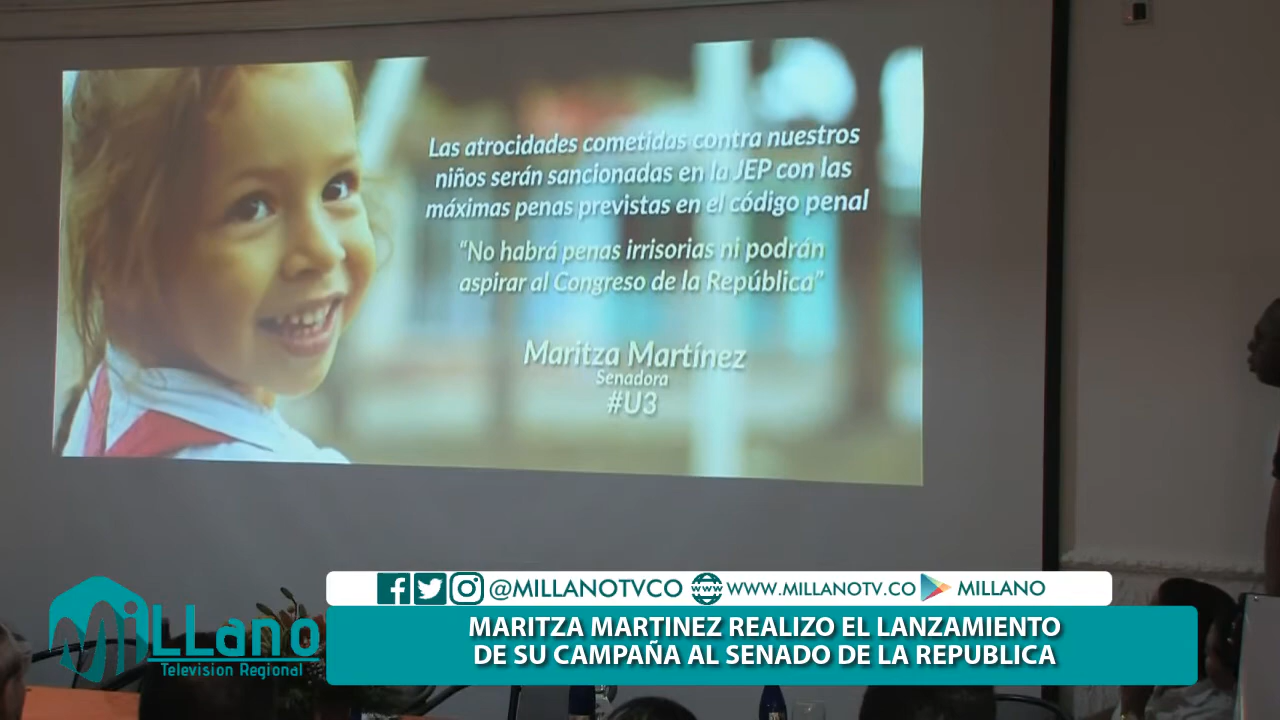 Las atrocidades cometidas contra nuestros
niños serán sancionadas en la JEP con las
máximas penas previstas en el código penal
“No habrá penas irrisorias ni podrán
aspirar al Congreso de la República”
Maritza Martínez
Senadora
#U3
@MILLANOTVCO WWW.MILLANOTV.CO MILLANO
MiLLano
Television Regional
MARITZA MARTINEZ REALIZO EL LANZAMIENTO
DE SU CAMPAÑA AL SENADO DE LA REPUBLICA